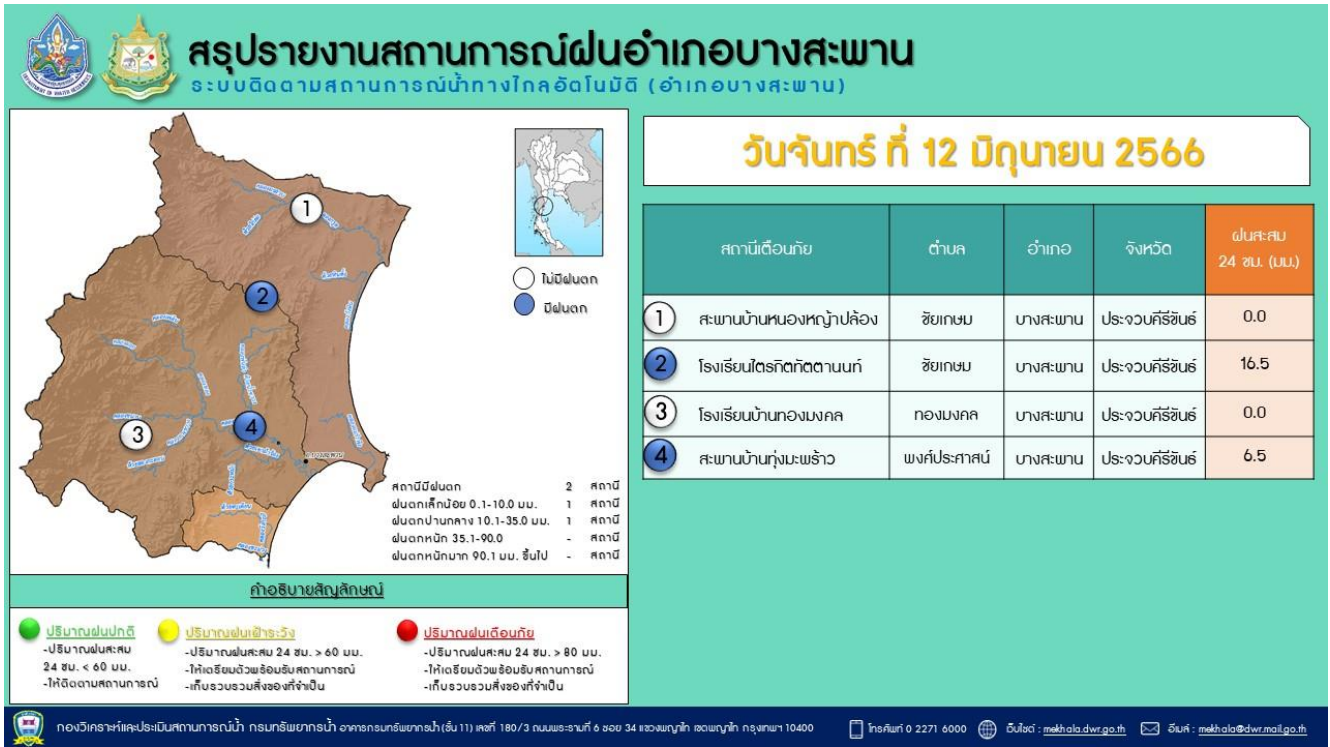 สรุปรายงานสถานการณ์ฝนอำเภอบางสะพาน
ระบบติดตามสถานการณ์น้ำทางไกลอัตโนมัติ (อำเภอบางสะพาน)
วันจันทร์ ที่ 12 มิถุนายน 2566
1
2
3
4
ไม่มีฝนตก
มีฝนตก
สถานีมีฝนตก 2 สถานี
ฝนตกเล็กน้อย 0.1-10.0 มม. 1 สถานี
ฝนตกปานกลาง 10.1-35.0 มม. 1 สถานี
ฝนตกหนัก 35.1-90.0 - สถานี
ฝนตกหนักมาก 90.1 มม. ขึ้นไป - สถานี
สถานีเตือนภัย ตำบล อำเภอ จังหวัด ฝนสะสม
24 ชม. (มม.)
1 สะพานบ้านหนองหญ้าปล้อง ชัยเกษม บางสะพาน ประจวบคีรีขันธ์ 0.0
2 โรงเรียนไตรกิตทัตตานนท์ ชัยเกษม บางสะพาน ประจวบคีรีขันธ์ 16.5
3 โรงเรียนบ้านทองมงคล ทองมงคล บางสะพาน ประจวบคีรีขันธ์ 0.0
4 สะพานบ้านทุ่งมะพร้าว พงศ์ประศาสน์ บางสะพาน ประจวบคีรีขันธ์ 6.5
คำอธิบายสัญลักษณ์
ปริมาณฝนปกติ
-ปริมาณฝนสะสม
24 ชม. < 60 มม.
-ให้ติดตามสถานการณ์
ปริมาณฝนเฝ้าระวัง
-ปริมาณฝนสะสม 24 ชม. > 60 มม.
-ให้เตรียมตัวพร้อมรับสถานการณ์
-เก็บรวบรวมสิ่งของที่จำเป็น
ปริมาณฝนเตือนภัย
-ปริมาณฝนสะสม 24 ชม. > 80 มม.
-ให้เตรียมตัวพร้อมรับสถานการณ์
-เก็บรวบรวมสิ่งของที่จำเป็น
กองวิเคราะห์และประเมินสถานการณ์น้ำ กรมทรัพยากรน้ำ อาคารกรมทรัพยากรน้ำ (ชั้น 11) เลขที่ 180/3 ถนนพระรามที่ 6 ซอย 34 แขวงพญาไท เขตพญาไท กรุงเทพฯ 10400 โทรศัพท์ 0 2271 6000 เว็บไซต์ : mekhala.dwr.go.th อีเมล์ : mekhala@dwr.mail.go.th